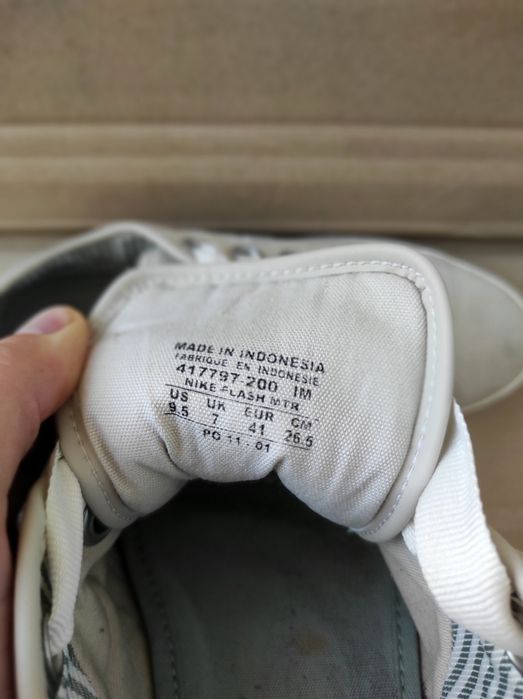 MADE IN INDONESIA
FABRIQUE EN INDONESIE
417797-200 IM
NIKE FLASH MTR
US UK EUR CM
9.5 7 41 26.5
PO 11-01